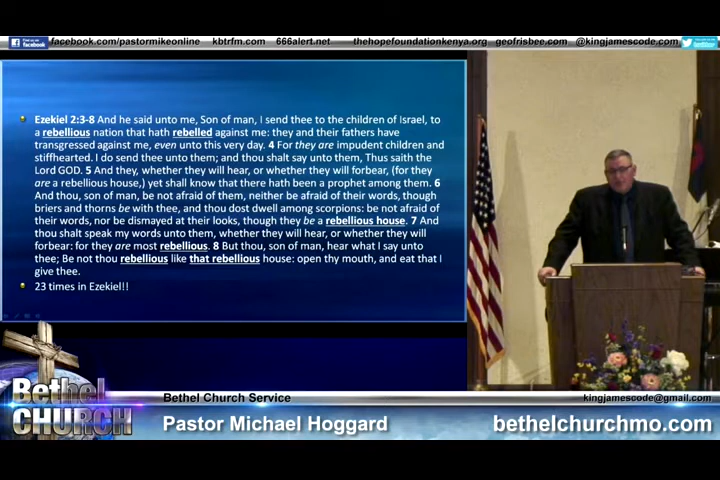 Find us on facebook facebook.com/pastormikeonline kbtrfm.com 666alert.net thehopefoundationkenya.org geofrisbee.com @kingjamescode.com
Ezekiel 2:3-8 And he said unto me, Son of man, I send thee to the children of Israel, to
a rebellious nation that hath rebelled against me: they and their fathers have
transgressed against me, even unto this very day. 4 For they are impudent children and
stiffhearted. I do send thee unto them; and thou shalt say unto them, Thus saith the
Lord GOD. 5 And they, whether they will hear, or whether they will forbear, (for they
are a rebellious house,) yet shall know that there hath been a prophet among them. 6
And thou, son of man, be not afraid of them, neither be afraid of their words, though
briers and thorns be with thee, and thou dost dwell among scorpions: be not afraid of
their words, nor be dismayed at their looks, though they be a rebellious house. 7 And
thou shalt speak my words unto them, whether they will hear, or whether they will
forbear: for they are most rebellious. 8 But thou, son of man, hear what I say unto
thee; Be not thou rebellious like that rebellious house: open thy mouth, and eat that I
give thee.
23 times in Ezekiel!!
Bethel
CHURCH
Bethel Church Service
kingjamescode@gmail.com
Pastor Michael Hoggard
bethelchurchmo.com